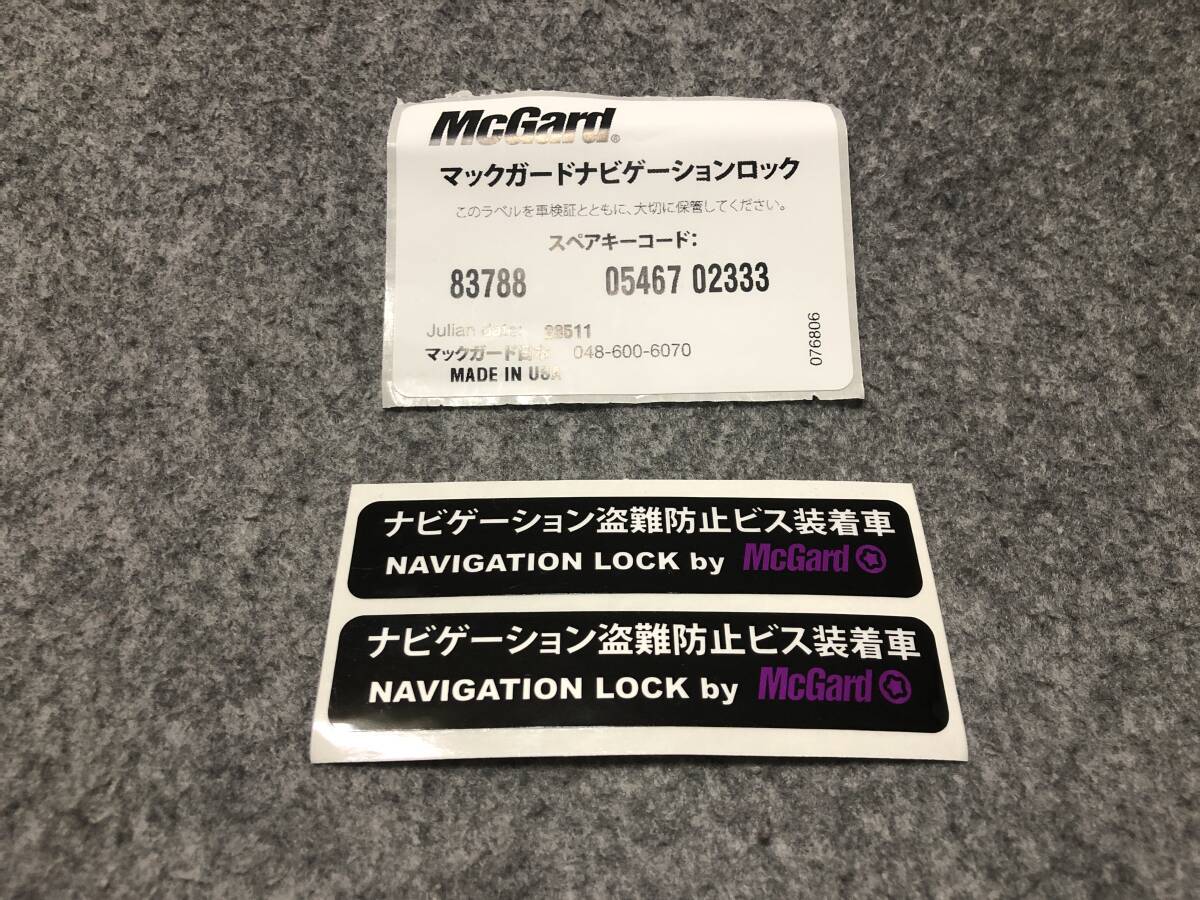 McGard®
マックガードナビゲーションロック
このラベルを車検証とともに、大切に保管してください。
スペアキーコード:
83788 05467 02333
Julian date:
マックガード日本 048-600-6070
MADE IN USA
076806
ナビゲーション盗難防止ビス装着車
NAVIGATION LOCK by McGard
ナビゲーション盗難防止ビス装着車
NAVIGATION LOCK by McGard